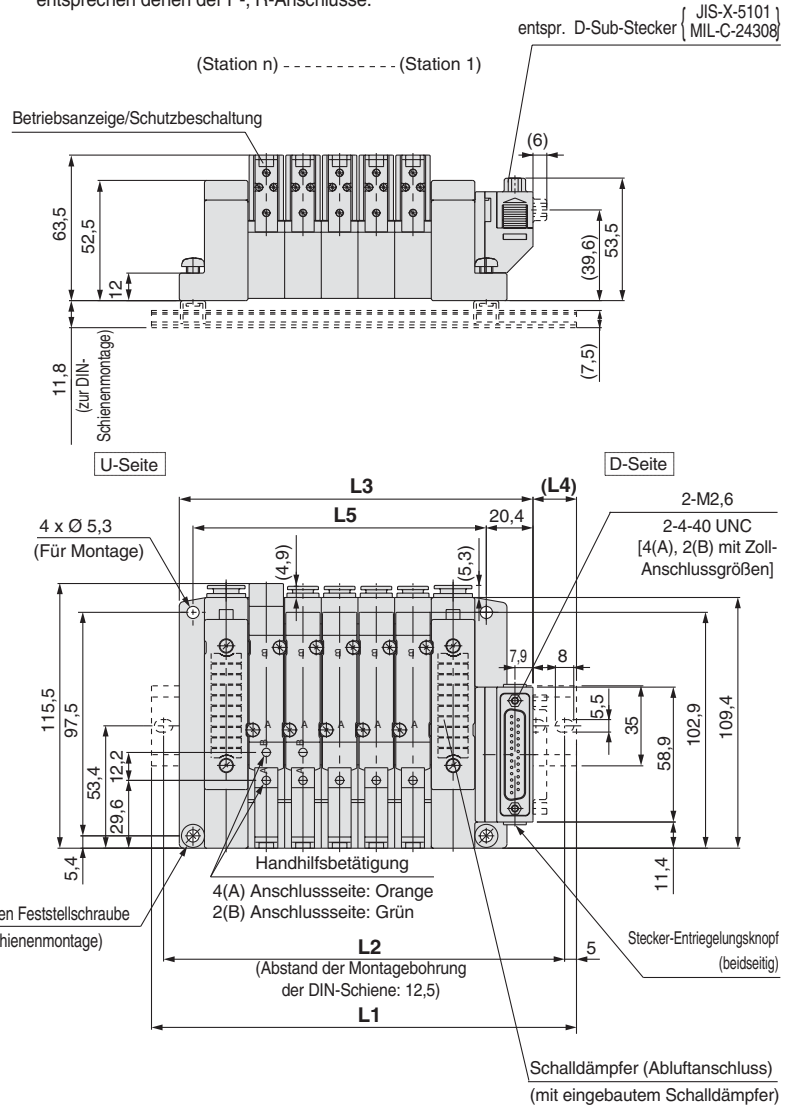 entsprechen denen der P-, R-Anschlüsse.
JIS-X-5101
entspr. D-Sub-Stecker { MIL-C-24308}
(Station n) - - - - - - - - - - - (Station 1)
Betriebsanzeige/Schutzbeschaltung
(6)
63,5
52,5
12
(39,6)
53,5
11,8
(zur DIN-
Schienenmontage)
(7,5)
U-Seite
D-Seite
L3
(L4)
2-M2,6
4 x Ø 5,3
(Für Montage)
L5
20,4
2-4-40 UNC
[4(A), 2(B) mit Zoll-
Anschlussgrößen]
(4,9)
(5,3)
7,9
8
B B B B B
A A A A A
B B
A
115,5
97,5
53,4
12,2
29,6
5,4
5,5
35
58,9
102,9
109,4
11,4
Handhilfsbetätigung
4(A) Anschlussseite: Orange
2(B) Anschlussseite: Grün
en Feststellschraube
hienenmontage)
Stecker-Entriegelungsknopf
(beidseitig)
L2
5
(Abstand der Montagebohrung
der DIN-Schiene: 12,5)
L1
Schalldämpfer (Abluftanschluss)
(mit eingebautem Schalldämpfer)